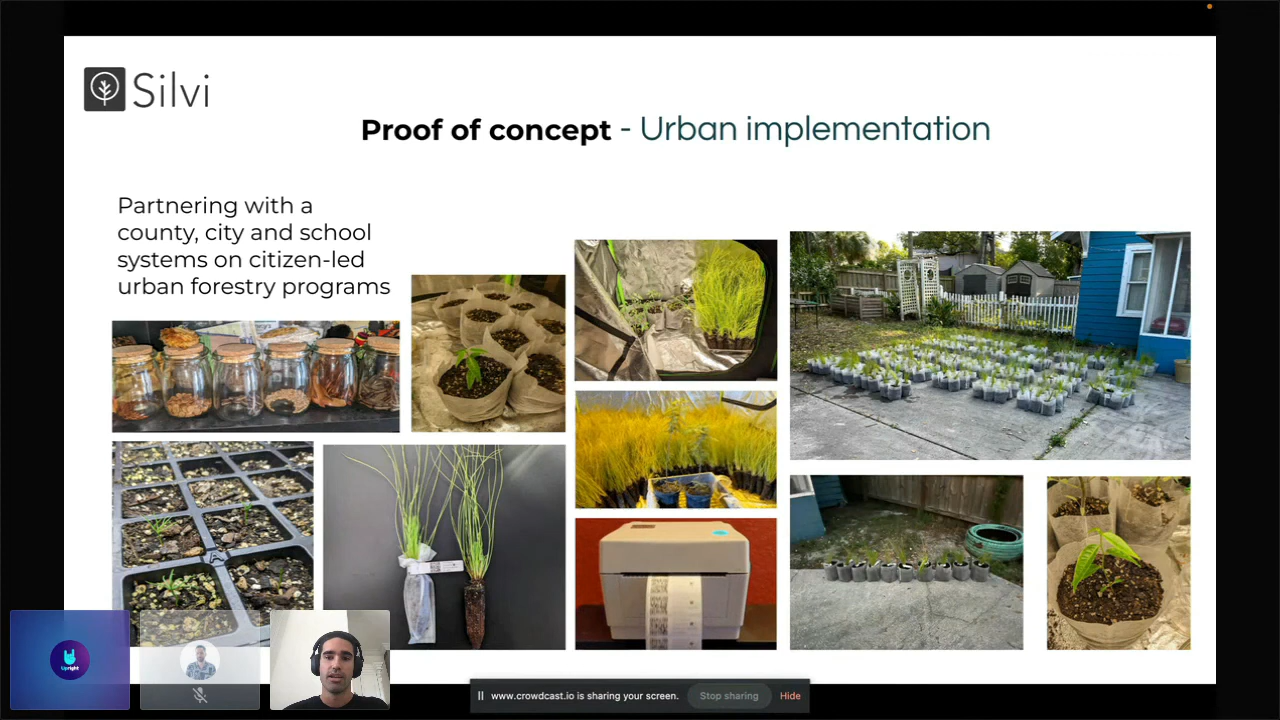 Silvi
Proof of concept - Urban implementation
Partnering with a
county, city and school
systems on citizen-led
urban forestry programs
Upright
www.crowdcast.io is sharing your screen.
Stop sharing
Hide